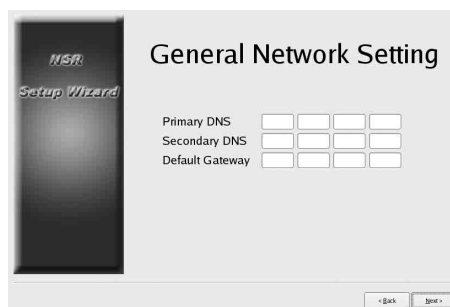 NSR
Setup Wizard
General Network Setting
Primary DNS
Secondary DNS
Default Gateway
< Back
Next >